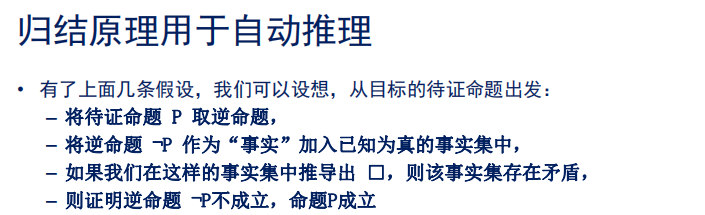 归结原理用于自动推理
• 有了上面几条假设，我们可以设想，从目标的待证命题出发：
– 将待证命题 P 取逆命题，
– 将逆命题 ¬P 作为“事实”加入已知为真的事实集中，
– 如果我们在这样的事实集中推导出 □，则该事实集存在矛盾，
– 则证明逆命题 ¬P不成立，命题P成立